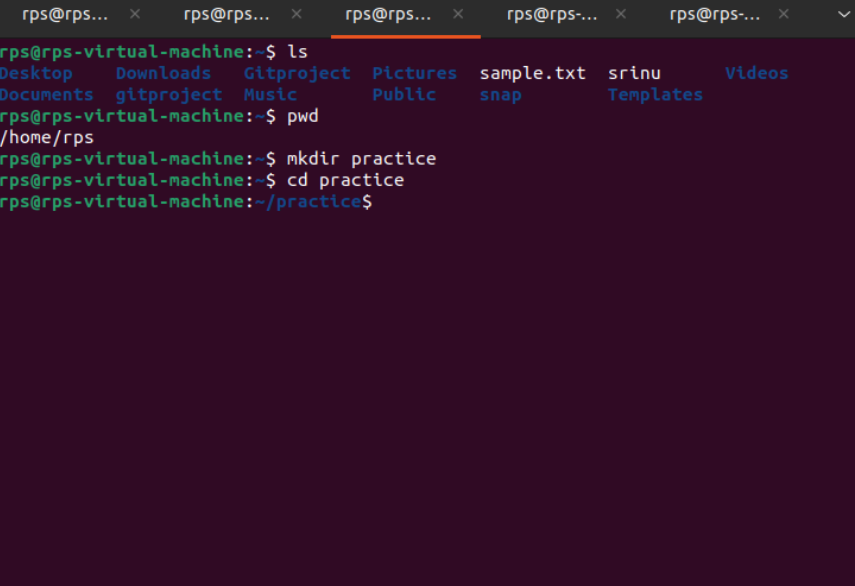 rps@rps... × rps@rps... × rps@rps... × rps@rps-... × rps@rps-... ×
rps@rps-virtual-machine:~$ ls
Desktop Downloads Gitproject Pictures sample.txt srinu Videos
Documents gitproject Music Public snap Templates
rps@rps-virtual-machine:~$ pwd
/home/rps
rps@rps-virtual-machine:~$ mkdir practice
rps@rps-virtual-machine:~$ cd practice
rps@rps-virtual-machine:~/practice$